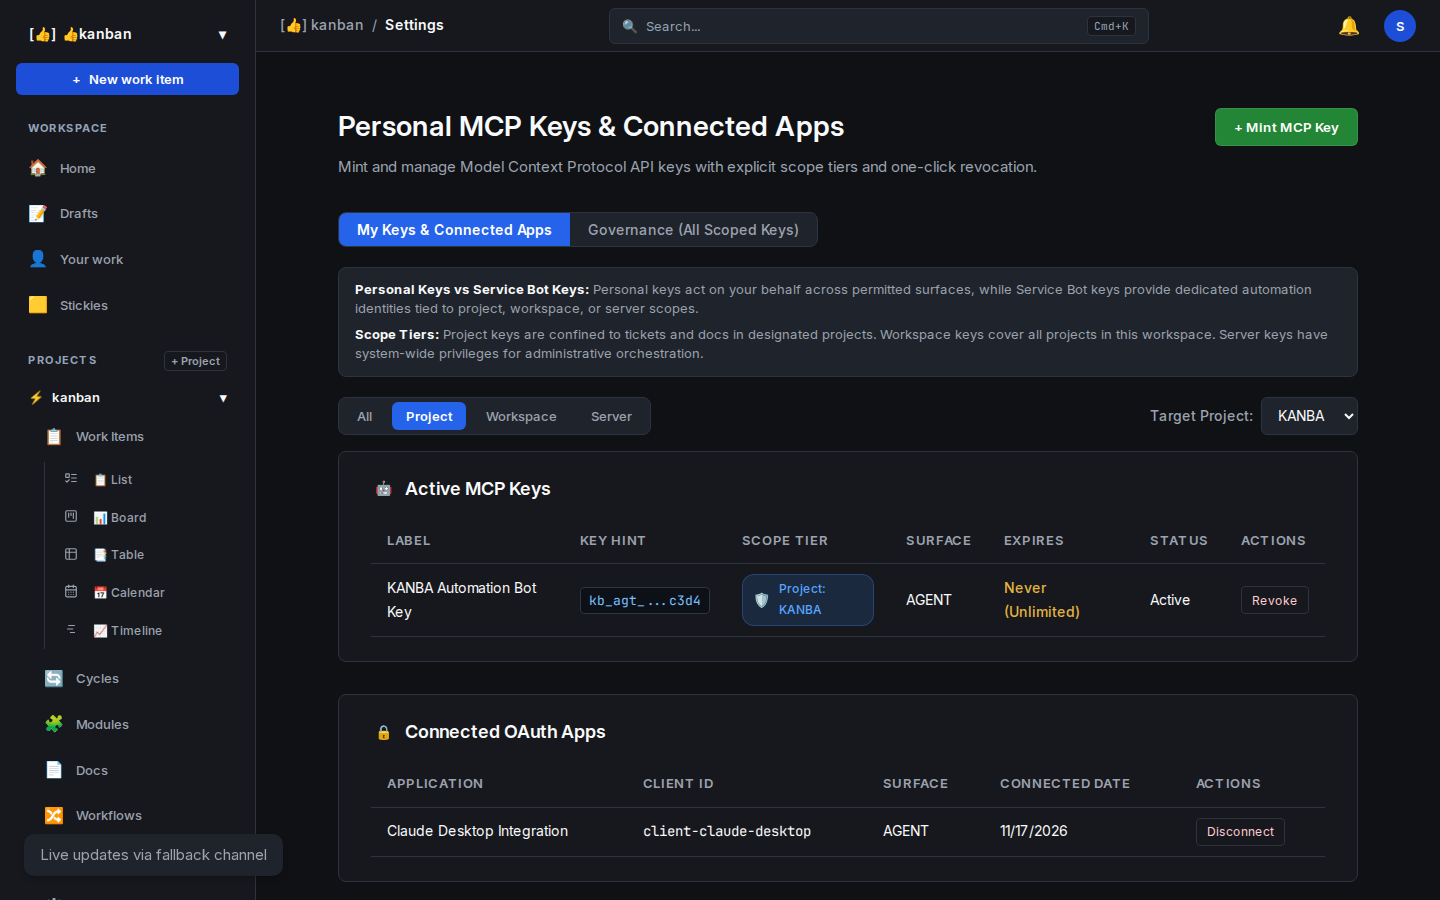 [👍] 👍kanban ▼
+ New work item
WORKSPACE
🏠 Home
📝 Drafts
👤 Your work
🟨 Stickies
PROJECTS + Project
⚡ kanban ▼
📋 Work Items
📋 List
📊 Board
📑 Table
📅 Calendar
📈 Timeline
🔄 Cycles
🧩 Modules
📄 Docs
🔀 Workflows
Live updates via fallback channel
[👍] kanban / Settings
🔍 Search... Cmd+K
🔔 S
Personal MCP Keys & Connected Apps
+ Mint MCP Key
Mint and manage Model Context Protocol API keys with explicit scope tiers and one-click revocation.
My Keys & Connected Apps Governance (All Scoped Keys)
Personal Keys vs Service Bot Keys: Personal keys act on your behalf across permitted surfaces, while Service Bot keys provide dedicated automation
identities tied to project, workspace, or server scopes.
Scope Tiers: Project keys are confined to tickets and docs in designated projects. Workspace keys cover all projects in this workspace. Server keys have
system-wide privileges for administrative orchestration.
All Project Workspace Server
Target Project: KANBA
🤖 Active MCP Keys
LABEL KEY HINT SCOPE TIER SURFACE EXPIRES STATUS ACTIONS
KANBA Automation Bot
Key
kb_agt_...c3d4
🛡️ Project:
KANBA
AGENT
Never
(Unlimited)
Active
Revoke
🔒 Connected OAuth Apps
APPLICATION CLIENT ID SURFACE CONNECTED DATE ACTIONS
Claude Desktop Integration client-claude-desktop AGENT 11/17/2026 Disconnect